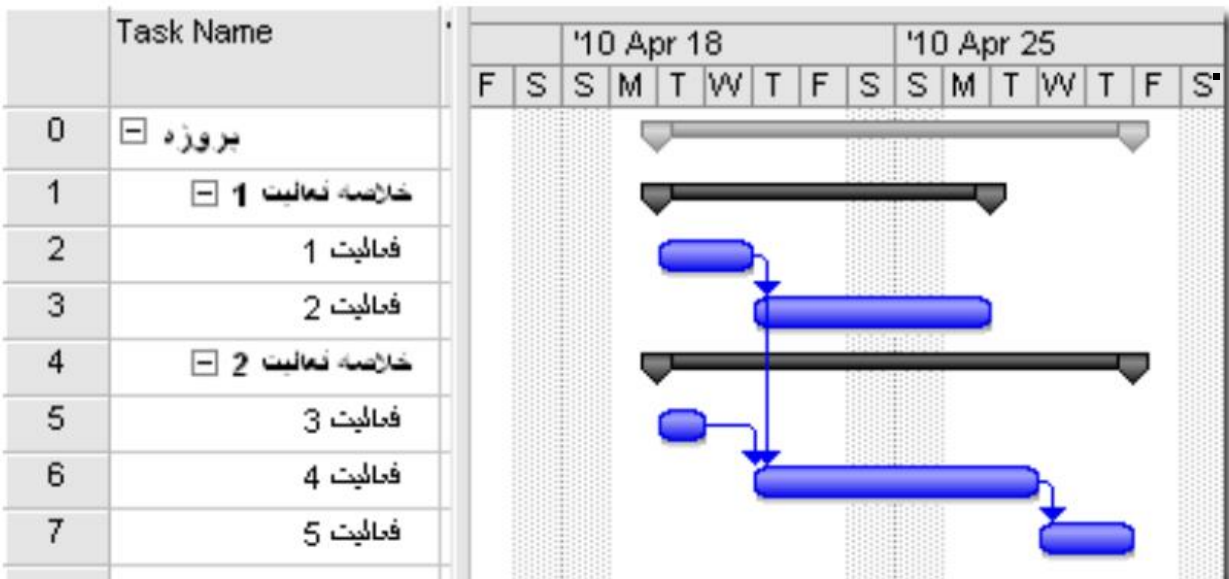 Task Name
'10 Apr 18 '10 Apr 25
F S S M T W T F S S M T W T F S
0 پروژه
1 خلاصه فعالیت 1
2 فعالیت 1
3 فعالیت 2
4 خلاصه فعالیت 2
5 فعالیت 3
6 فعالیت 4
7 فعالیت 5